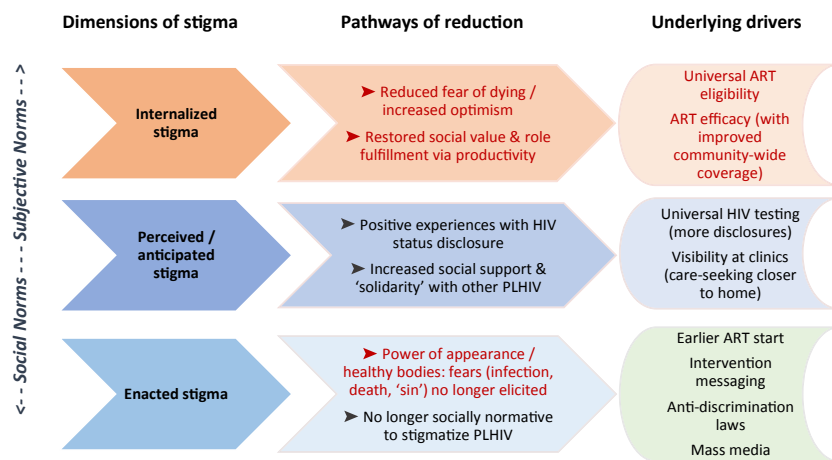 Dimensions of stigma
Pathways of reduction
Underlying drivers
<-- Social Norms - - - Subjective Norms - - >
Internalized
stigma
➤ Reduced fear of dying /
increased optimism
➤ Restored social value & role
fulfillment via productivity
Universal ART
eligibility
ART efficacy (with
improved
community-wide
coverage)
Perceived /
anticipated
stigma
➤ Positive experiences with HIV
status disclosure
➤ Increased social support &
‘solidarity’ with other PLHIV
Universal HIV testing
(more disclosures)
Visibility at clinics
(care-seeking closer
to home)
Enacted stigma
➤ Power of appearance /
healthy bodies: fears (infection,
death, ‘sin’) no longer elicited
➤ No longer socially normative
to stigmatize PLHIV
Earlier ART start
Intervention
messaging
Anti-discrimination
laws
Mass media